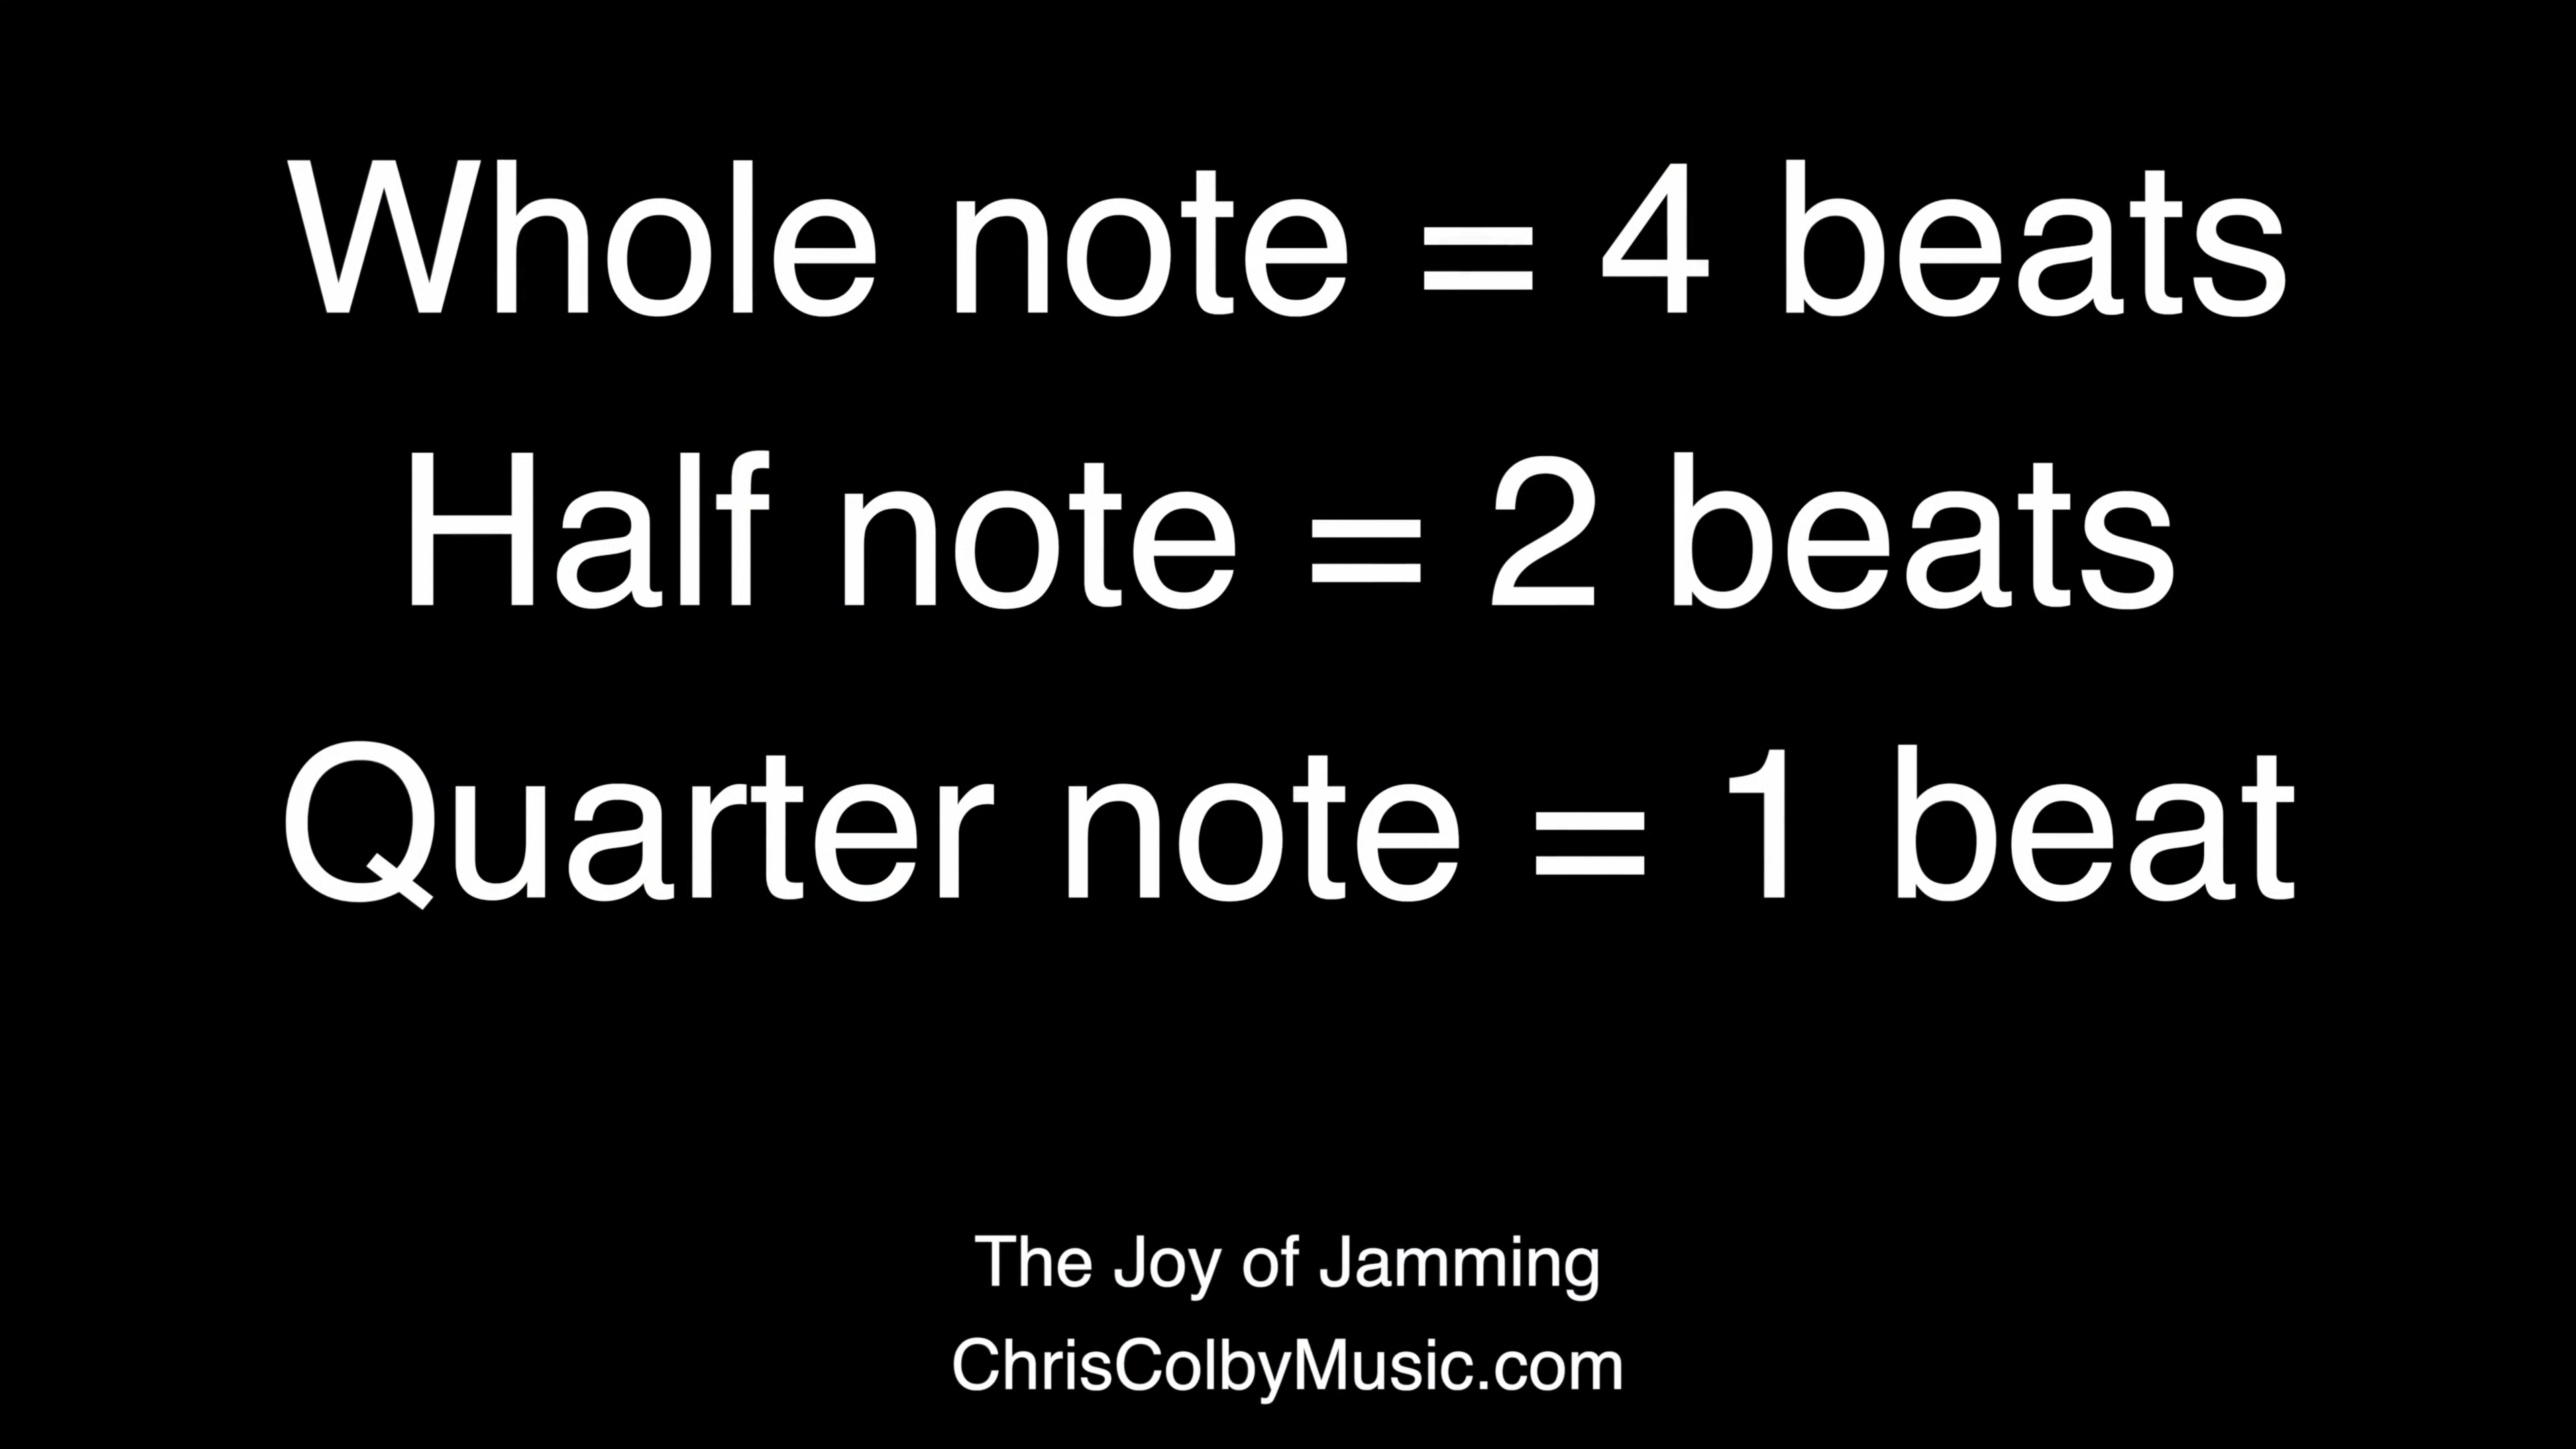 Whole note = 4 beats
Half note = 2 beats
Quarter note = 1 beat
The Joy of Jamming
ChrisColbyMusic.com